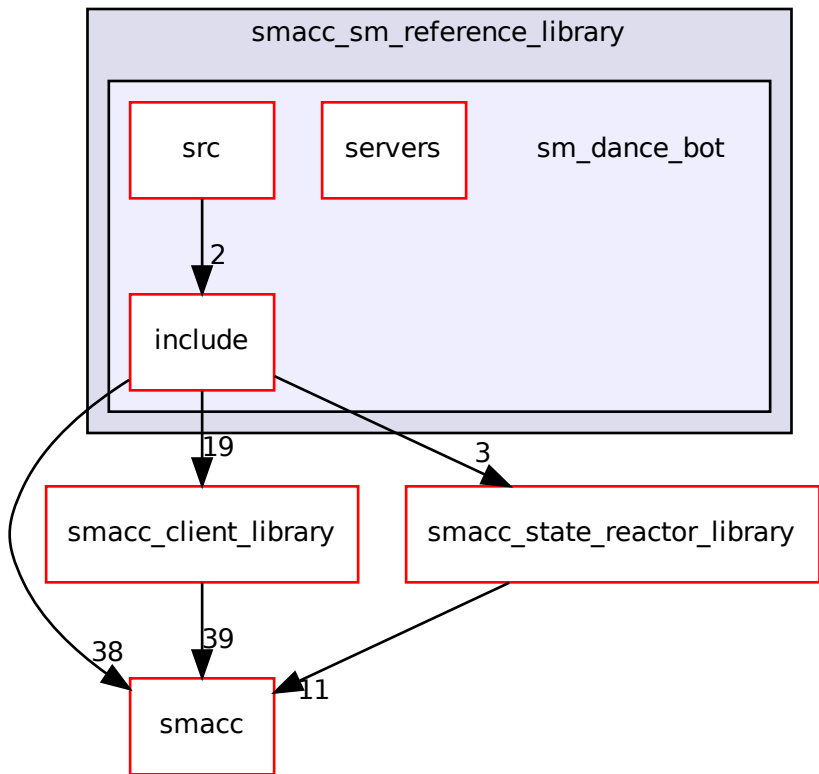 smacc_sm_reference_library
src
servers
sm_dance_bot
2
include
19
3
smacc_client_library
smacc_state_reactor_library
38
39
11
smacc